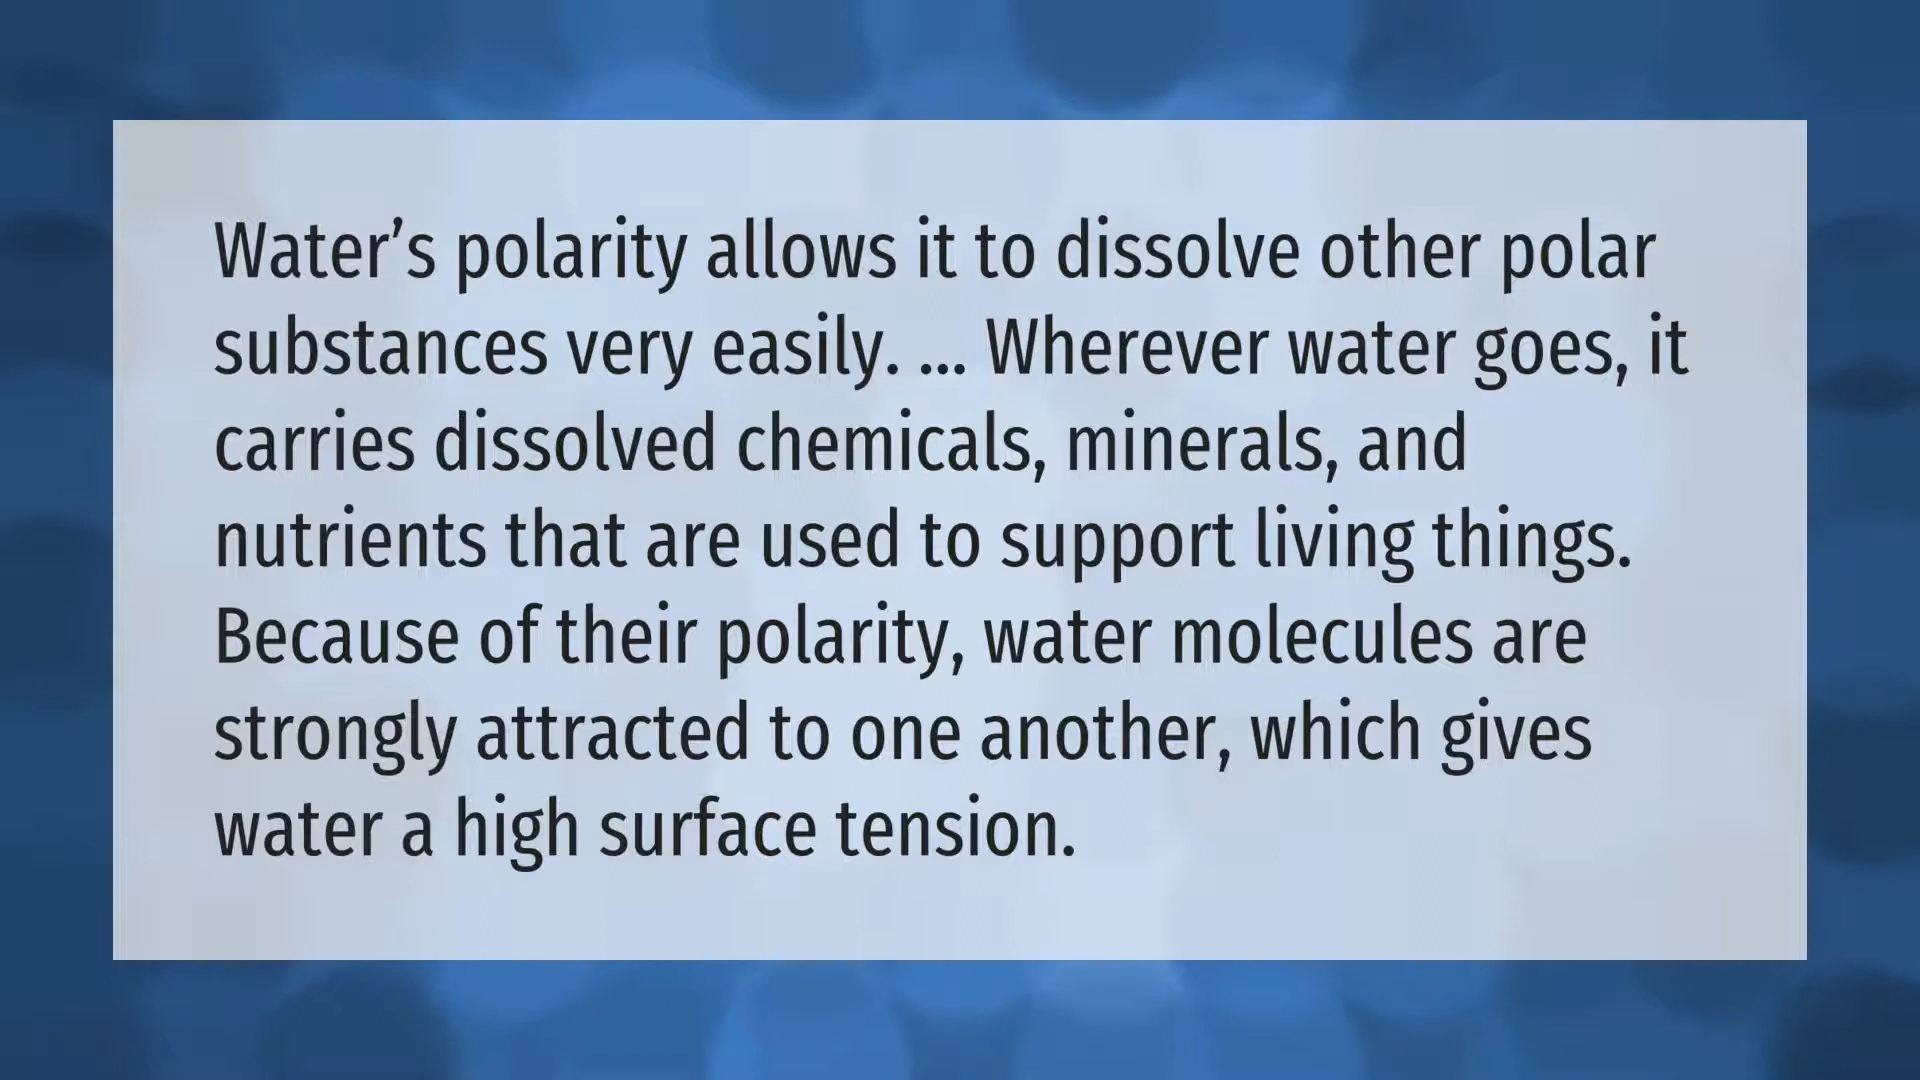 Water’s polarity allows it to dissolve other polar
substances very easily. ... Wherever water goes, it
carries dissolved chemicals, minerals, and
nutrients that are used to support living things.
Because of their polarity, water molecules are
strongly attracted to one another, which gives
water a high surface tension.